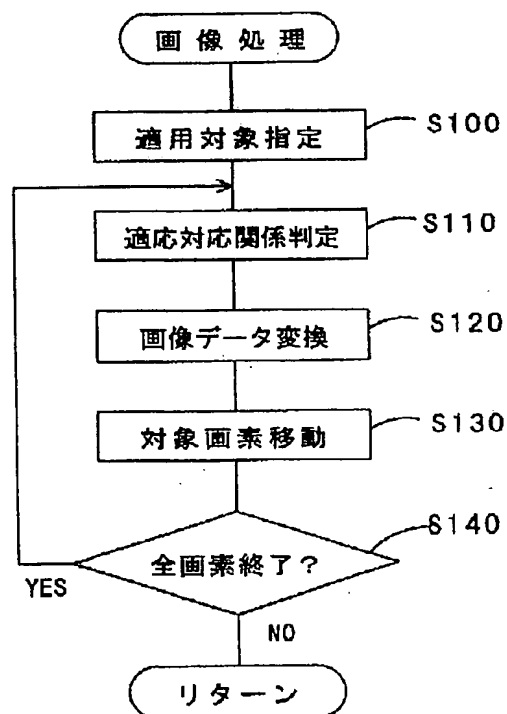 画像処理
適用対象指定
S100
適応対応関係判定
S110
画像データ変換
S120
対象画素移動
S130
S140
全画素終了?
YES
NO
リターン